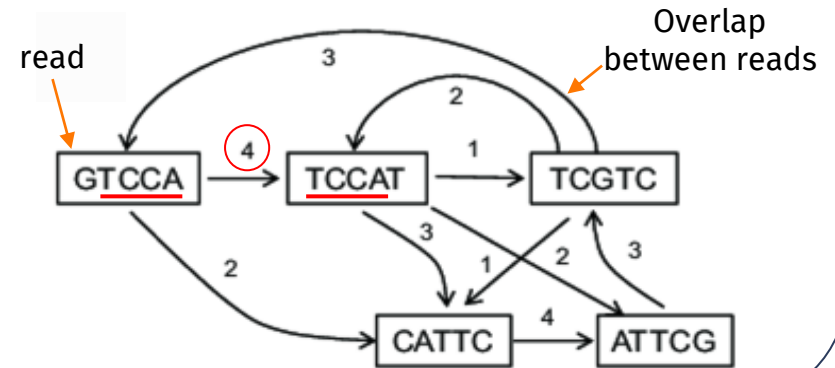 Overlap
between reads
read
3
2
4
1
GTCCA
TCCAT
TCGTC
3
1
2
3
2
4
CATTC
ATTCG